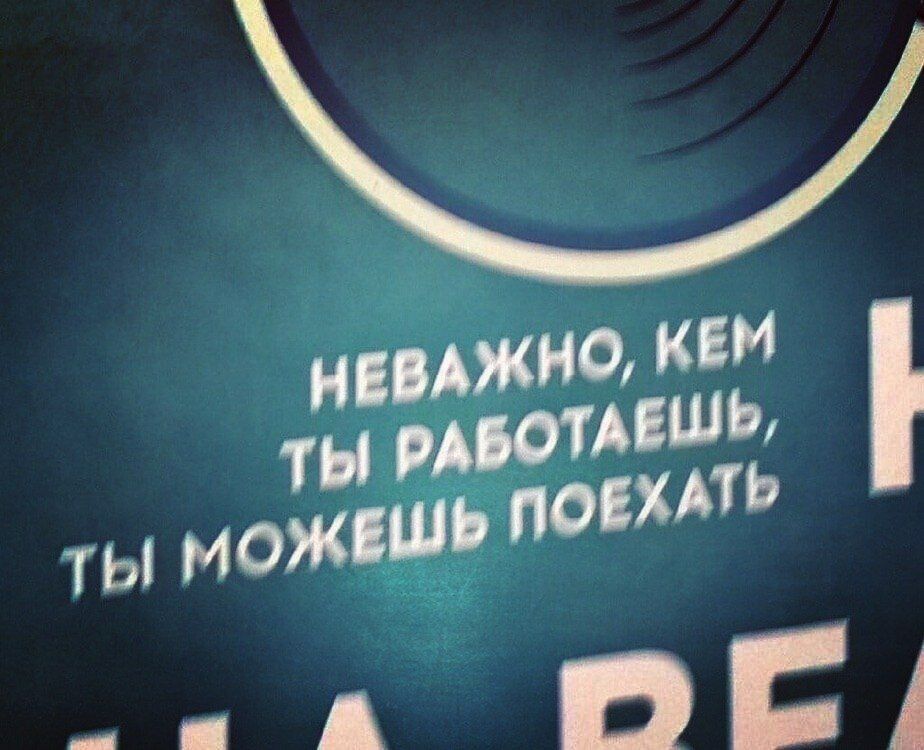 НЕВАЖНО, КЕМ
ТЫ РАБОТАЕШЬ,
ТЫ МОЖЕШЬ ПОЕХАТЬ